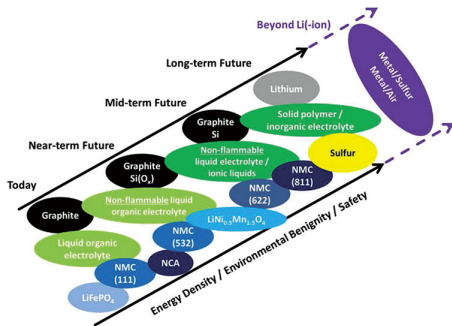 Beyond Li(-ion)
Long-term Future
Mid-term Future
Near-term Future
Today
Metal/Sulfur
Metal/Air
Lithium
Graphite
Si
Solid polymer /
inorganic electrolyte
Graphite
Si(Oₓ)
Non-flammable
liquid electrolyte /
ionic liquids
Sulfur
Graphite
Non-flammable liquid
organic electrolyte
NMC
(622)
NMC
(811)
Liquid organic
electrolyte
NMC
(532)
LiNi₀.₅Mn₁.₅O₄
NMC
(111)
NCA
LiFePO₄
Energy Density / Environmental Benignity / Safety